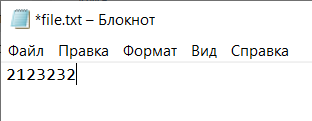 *file.txt – Блокнот
Файл Правка Формат Вид Справка
2123232